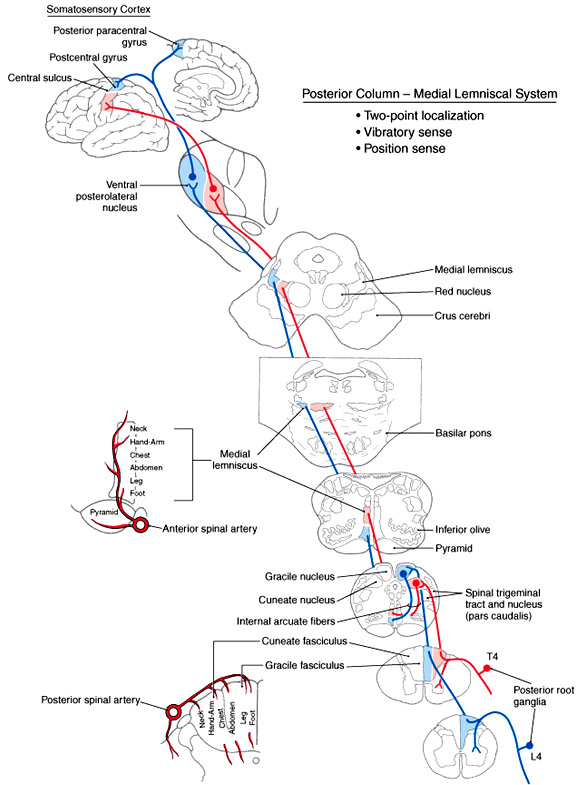 Somatosensory Cortex
Posterior paracentral
gyrus
Postcentral gyrus
Central sulcus
Posterior Column – Medial Lemniscal System
• Two-point localization
• Vibratory sense
• Position sense
Ventral
posterolateral
nucleus
Medial lemniscus
Red nucleus
Crus cerebri
Neck
Hand-Arm
Chest
Abdomen
Leg
Foot
Pyramid
Medial
lemniscus
Basilar pons
Anterior spinal artery
Inferior olive
Pyramid
Gracile nucleus
Cuneate nucleus
Internal arcuate fibers
Spinal trigeminal
tract and nucleus
(pars caudalis)
Cuneate fasciculus
Gracile fasciculus
T4
Posterior root
ganglia
L4
Posterior spinal artery
Neck
Hand-Arm
Chest
Abdomen
Leg
Foot